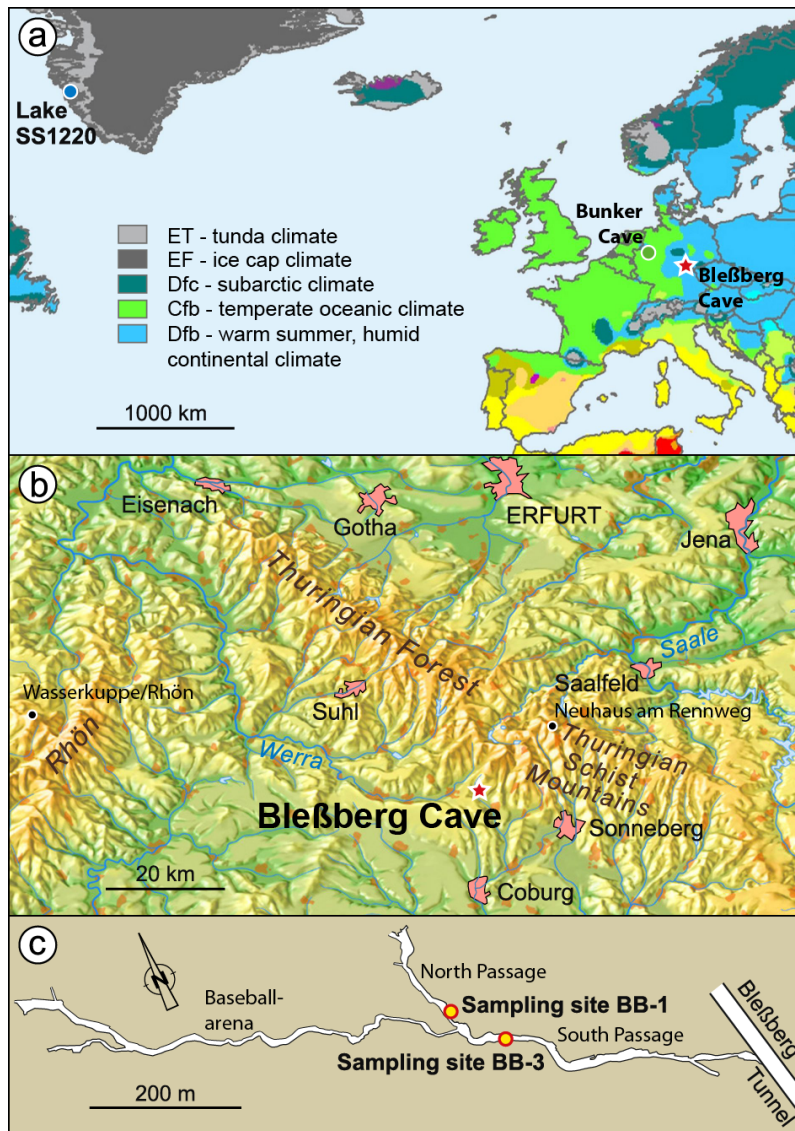 a
Lake
SS1220
Bunker
Cave
Bleßberg
Cave
ET - tunda climate
EF - ice cap climate
Dfc - subarctic climate
Cfb - temperate oceanic climate
Dfb - warm summer, humid
continental climate
1000 km
b
Eisenach
Gotha
ERFURT
Jena
Thuringian Forest
Saale
Saalfeld
Wasserkuppe/Rhön
Suhl
Neuhaus am Rennweg
Rhön
Werra
Thuringian
Schist
Mountains
Bleßberg Cave
Sonneberg
20 km
Coburg
c
N
North Passage
Baseball-
arena
Sampling site BB-1
South Passage
Sampling site BB-3
Bleßberg
Tunnel
200 m